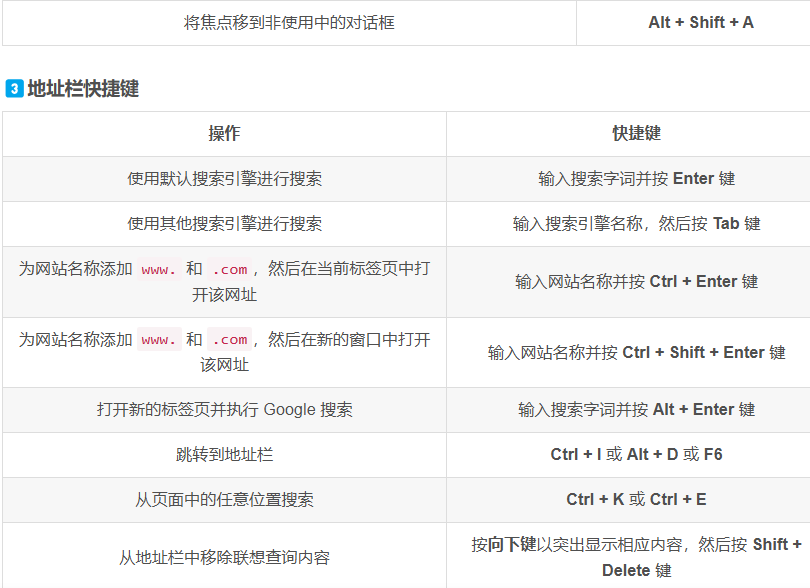 将焦点移到非使用中的对话框 Alt + Shift + A
3 地址栏快捷键
操作 快捷键
使用默认搜索引擎进行搜索 输入搜索字词并按 Enter 键
使用其他搜索引擎进行搜索 输入搜索引擎名称，然后按 Tab 键
为网站名称添加 www. 和 .com ，然后在当前标签页中打
开该网址
输入网站名称并按 Ctrl + Enter 键
为网站名称添加 www. 和 .com ，然后在新的窗口中打开
该网址
输入网站名称并按 Ctrl + Shift + Enter 键
打开新的标签页并执行 Google 搜索 输入搜索字词并按 Alt + Enter 键
跳转到地址栏 Ctrl + l 或 Alt + D 或 F6
从页面中的任意位置搜索 Ctrl + K 或 Ctrl + E
从地址栏中移除联想查询内容
按向下键以突出显示相应内容，然后按 Shift +
Delete 键